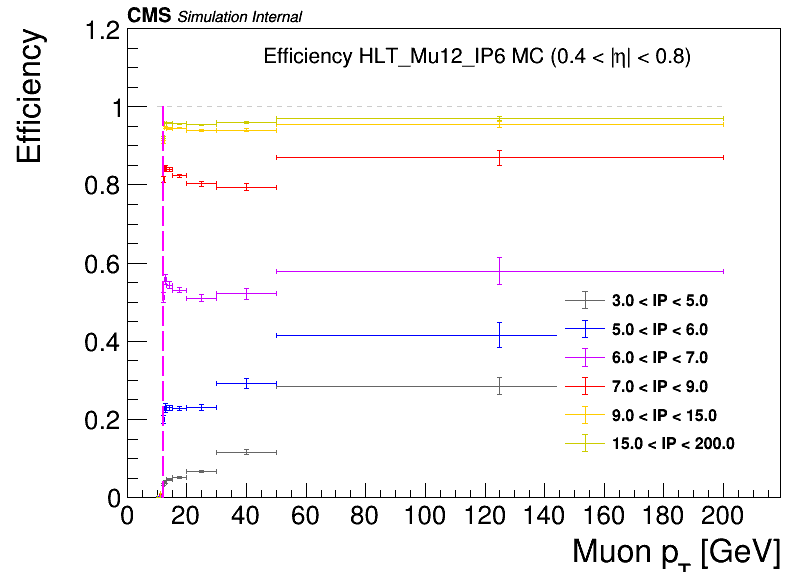 CMS Simulation Internal
Efficiency HLT_Mu12_IP6 MC (0.4 < |η| < 0.8)
Efficiency
1.2
1
0.8
0.6
0.4
0.2
0
3.0 < IP < 5.0
5.0 < IP < 6.0
6.0 < IP < 7.0
7.0 < IP < 9.0
9.0 < IP < 15.0
15.0 < IP < 200.0
0 20 40 60 80 100 120 140 160 180 200
Muon p_T [GeV]